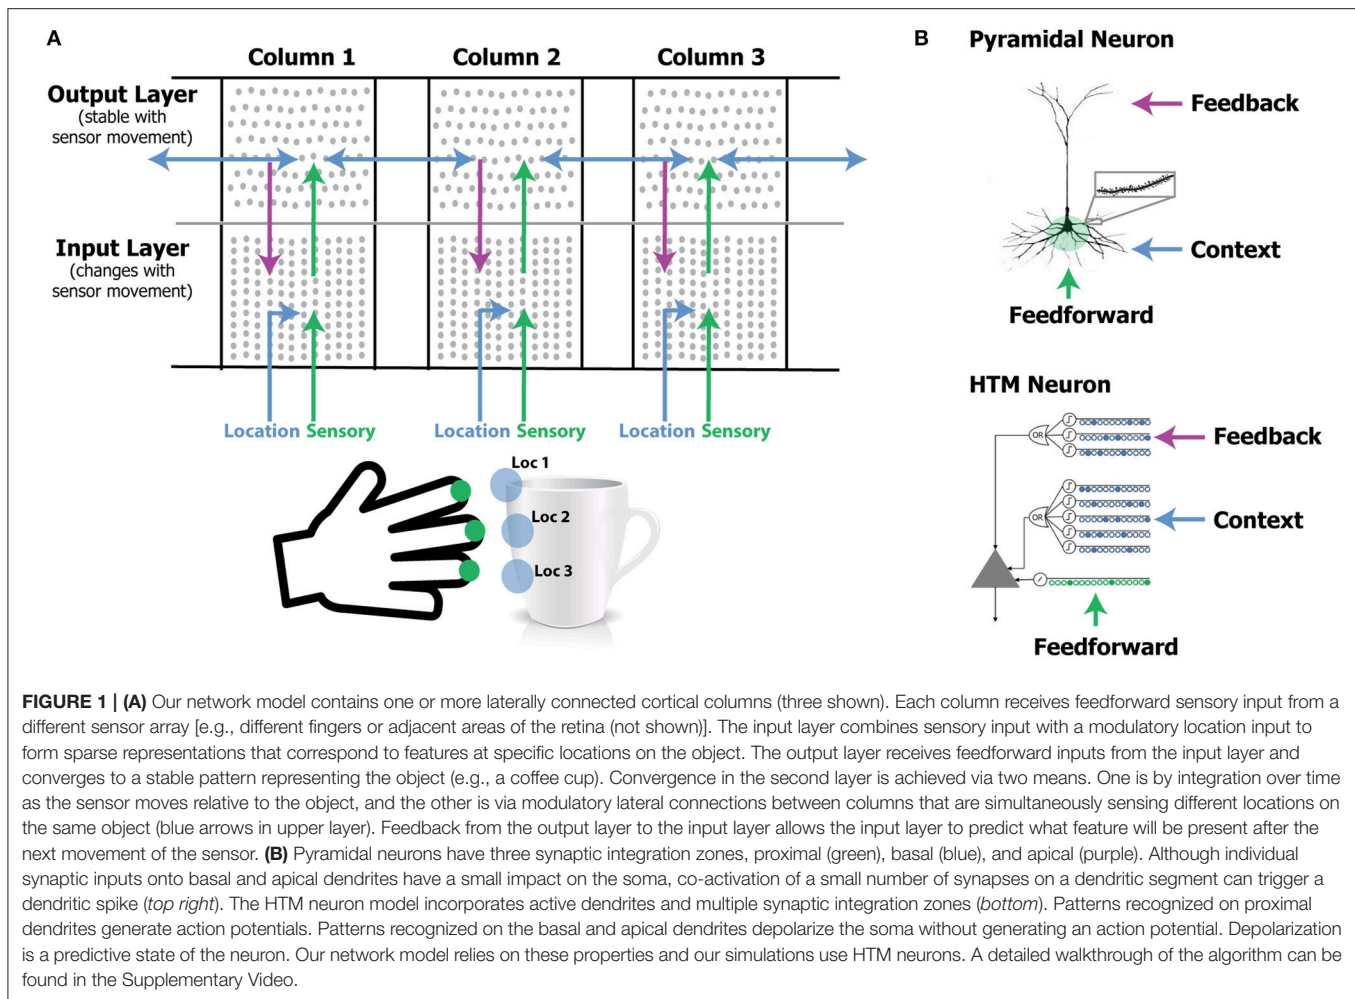 A
Column 1
Column 2
Column 3
Output Layer
(stable with
sensor movement)
Input Layer
(changes with
sensor movement)
Location Sensory
Location Sensory
Location Sensory
Loc 1
Loc 2
Loc 3
B
Pyramidal Neuron
Feedback
Context
Feedforward
HTM Neuron
OR
Feedback
OR
Context
Feedforward
FIGURE 1 | (A) Our network model contains one or more laterally connected cortical columns (three shown). Each column receives feedforward sensory input from a
different sensor array [e.g., different fingers or adjacent areas of the retina (not shown)]. The input layer combines sensory input with a modulatory location input to
form sparse representations that correspond to features at specific locations on the object. The output layer receives feedforward inputs from the input layer and
converges to a stable pattern representing the object (e.g., a coffee cup). Convergence in the second layer is achieved via two means. One is by integration over time
as the sensor moves relative to the object, and the other is via modulatory lateral connections between columns that are simultaneously sensing different locations on
the same object (blue arrows in upper layer). Feedback from the output layer to the input layer allows the input layer to predict what feature will be present after the
next movement of the sensor. (B) Pyramidal neurons have three synaptic integration zones, proximal (green), basal (blue), and apical (purple). Although individual
synaptic inputs onto basal and apical dendrites have a small impact on the soma, co-activation of a small number of synapses on a dendritic segment can trigger a
dendritic spike (top right). The HTM neuron model incorporates active dendrites and multiple synaptic integration zones (bottom). Patterns recognized on proximal
dendrites generate action potentials. Patterns recognized on the basal and apical dendrites depolarize the soma without generating an action potential. Depolarization
is a predictive state of the neuron. Our network model relies on these properties and our simulations use HTM neurons. A detailed walkthrough of the algorithm can be
found in the Supplementary Video.